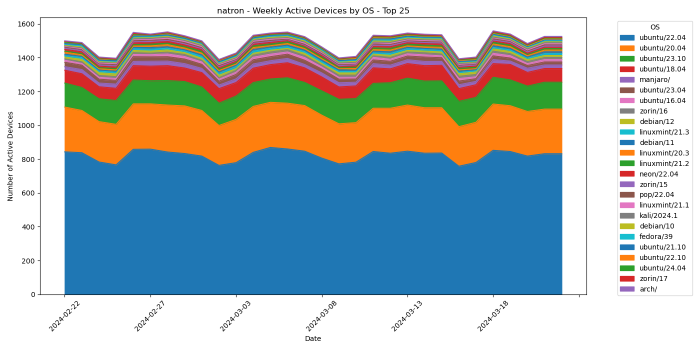 natron - Weekly Active Devices by OS - Top 25
Number of Active Devices
1600
1400
1200
1000
800
600
400
200
0
2024-02-22
2024-02-27
2024-03-03
2024-03-08
2024-03-13
2024-03-18
Date
OS
ubuntu/22.04
ubuntu/20.04
ubuntu/23.10
ubuntu/18.04
manjaro/
ubuntu/23.04
ubuntu/16.04
zorin/16
debian/12
linuxmint/21.3
debian/11
linuxmint/20.3
linuxmint/21.2
neon/22.04
zorin/15
pop/22.04
linuxmint/21.1
kali/2024.1
debian/10
fedora/39
ubuntu/21.10
ubuntu/22.10
ubuntu/24.04
zorin/17
arch/